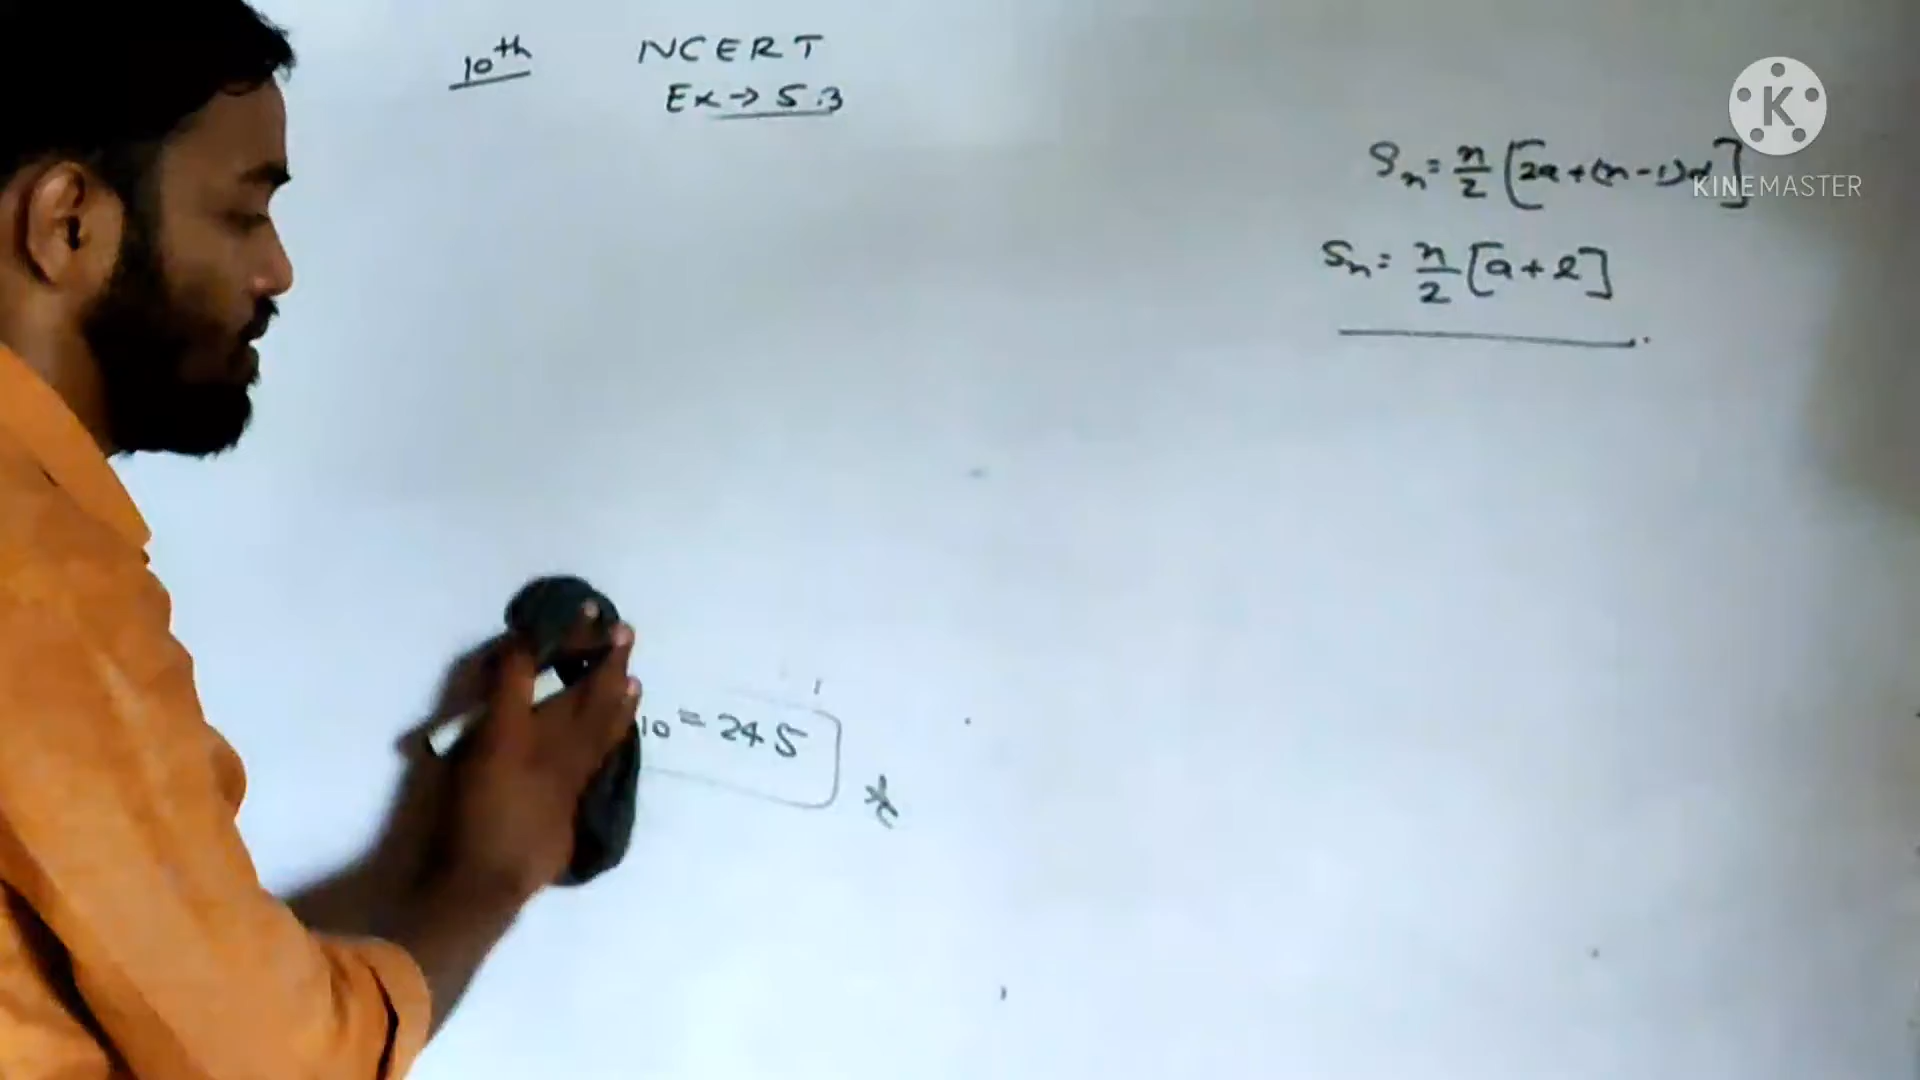 10th
NCERT
Ex → 5.3
Sn = n/2 [2a + (n - 1)d]
Sn = n/2 [a + l]
10 = 245
K
KINEMASTER